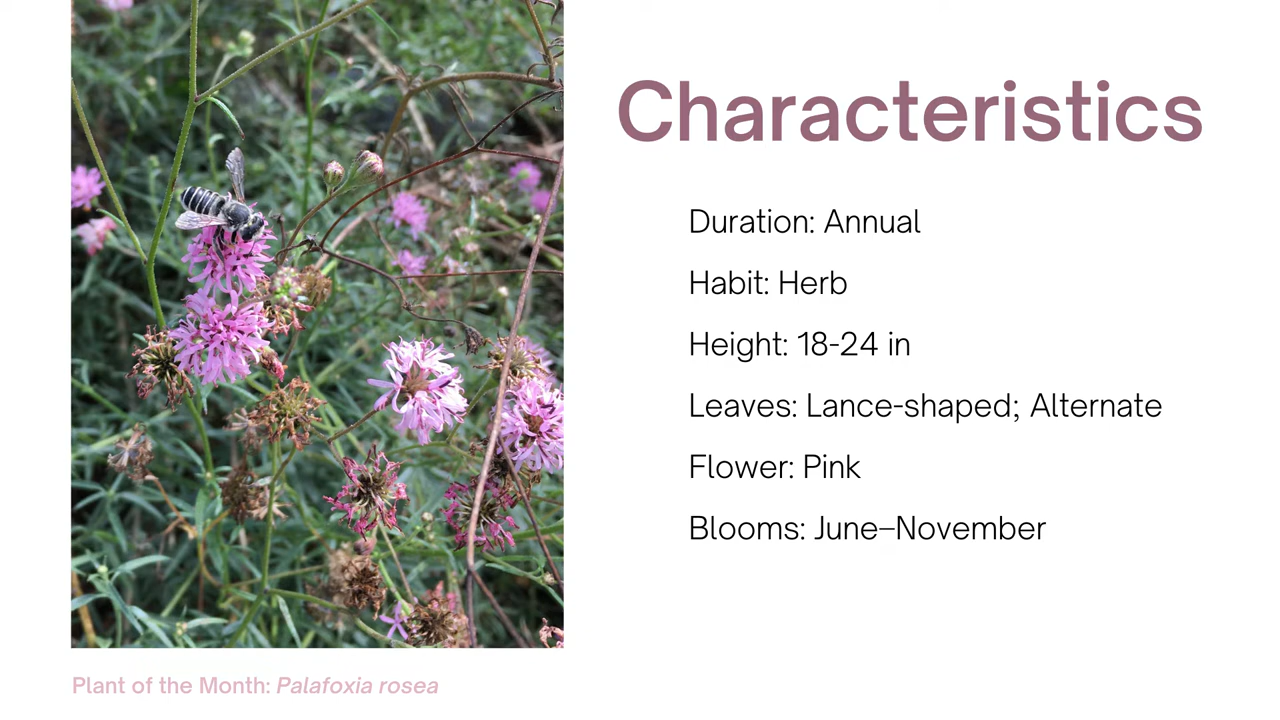 Characteristics
Duration: Annual
Habit: Herb
Height: 18-24 in
Leaves: Lance-shaped; Alternate
Flower: Pink
Blooms: June–November
Plant of the Month: Palafoxia rosea